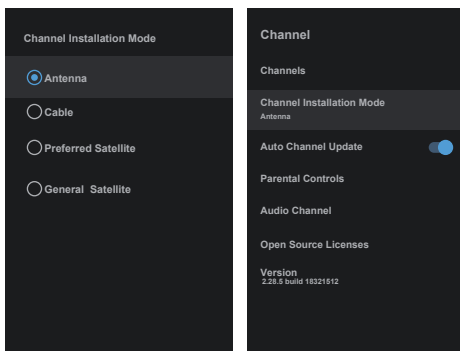 Channel Installation Mode
Antenna
Cable
Preferred Satellite
General Satellite
Channel
Channels
Channel Installation Mode
Antenna
Auto Channel Update
Parental Controls
Audio Channel
Open Source Licenses
Version
2.28.5 build 18321512